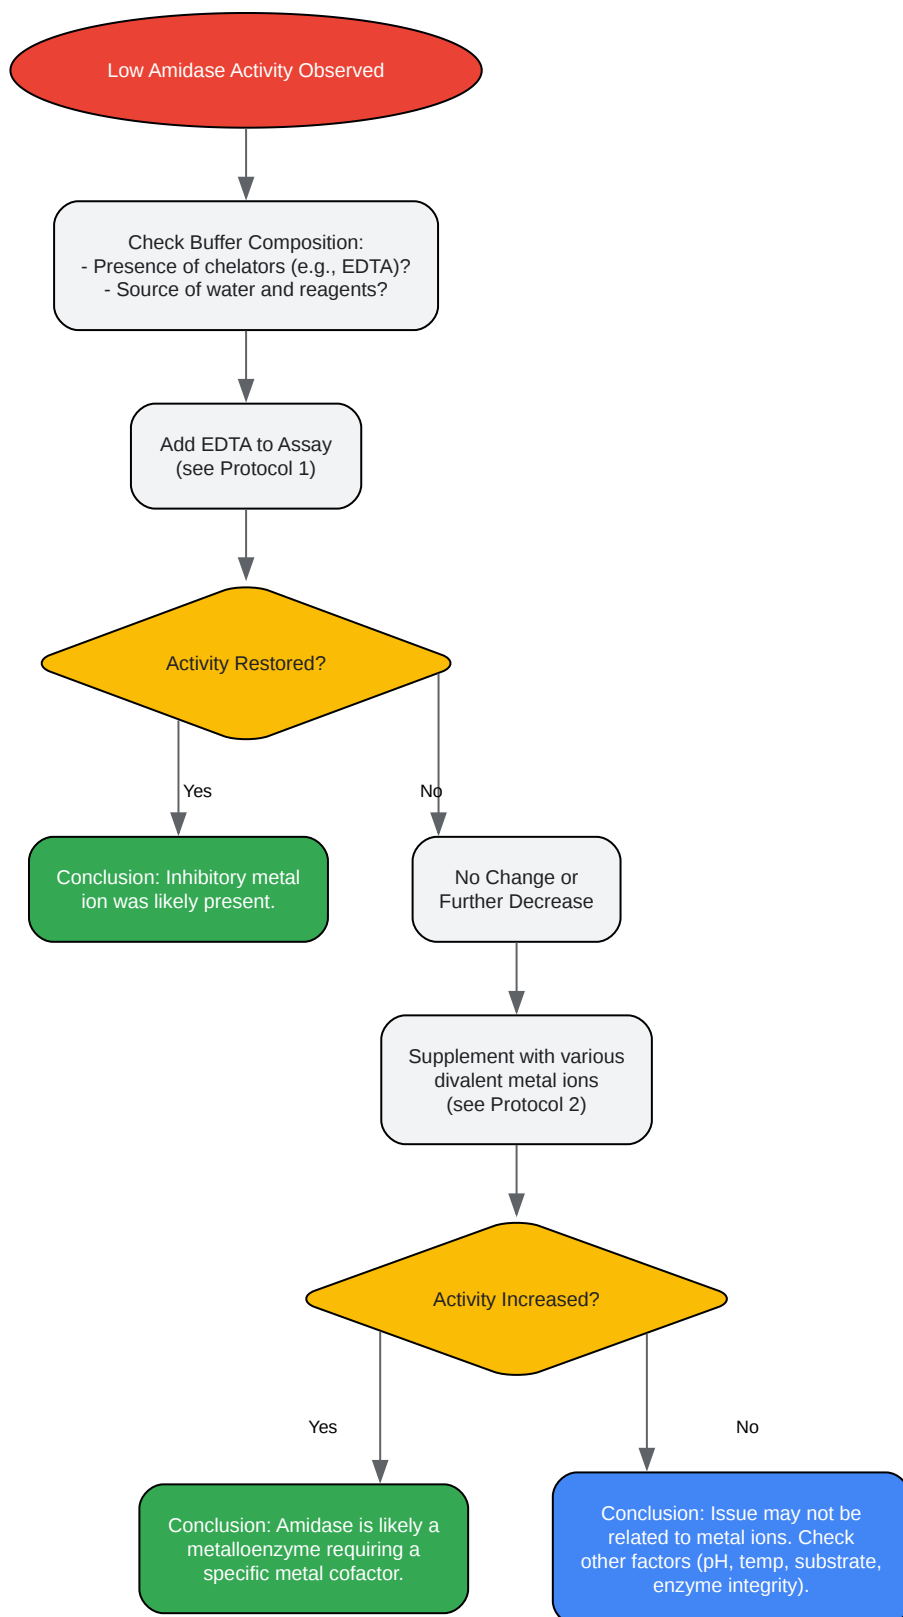 Low Amidase Activity Observed
Check Buffer Composition:
- Presence of chelators (e.g., EDTA)?
- Source of water and reagents?
Add EDTA to Assay
(see Protocol 1)
Activity Restored?
Yes
No
Conclusion: Inhibitory metal
ion was likely present.
No Change or
Further Decrease
Supplement with various
divalent metal ions
(see Protocol 2)
Activity Increased?
Yes
No
Conclusion: Amidase is likely a
metalloenzyme requiring a
specific metal cofactor.
Conclusion: Issue may not be
related to metal ions. Check
other factors (pH, temp, substrate,
enzyme integrity).